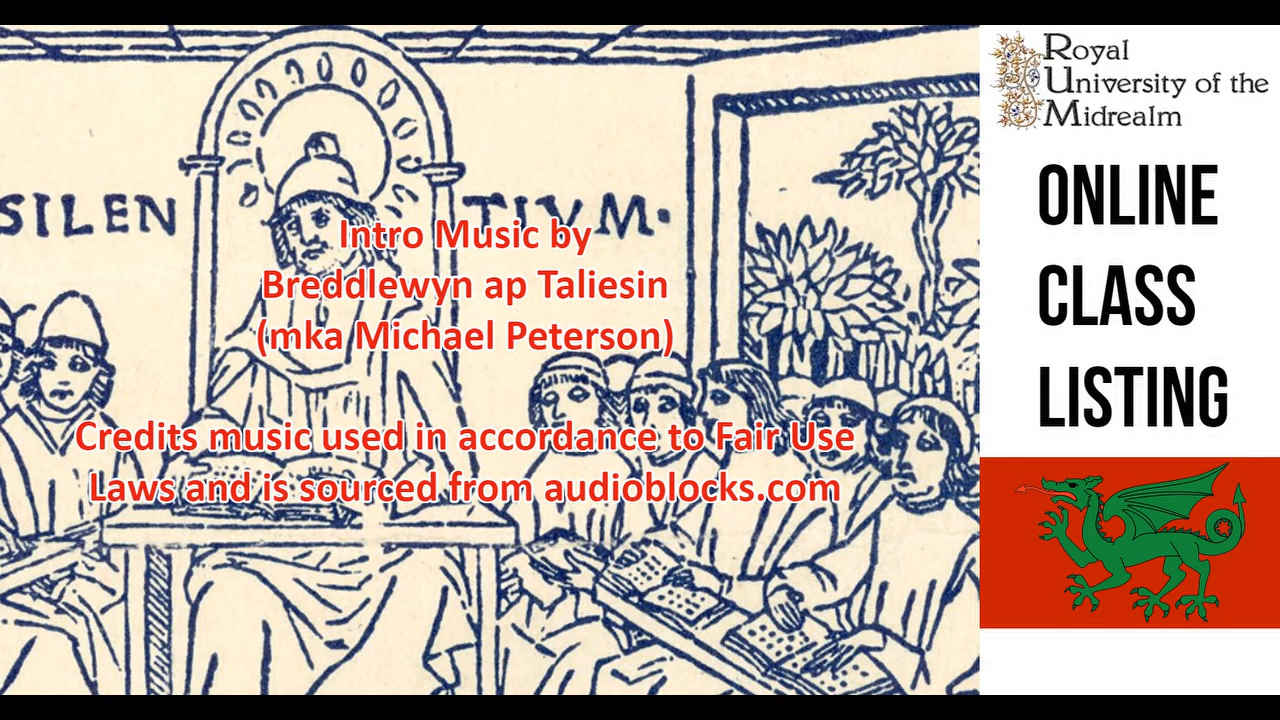 SILEN TIVM.
Intro Music by
Breddlewyn ap Taliesin
(mka Michael Peterson)
Credits music used in accordance to Fair Use
Laws and is sourced from audioblocks.com
Royal
University of the
Midrealm
ONLINE
CLASS
LISTING